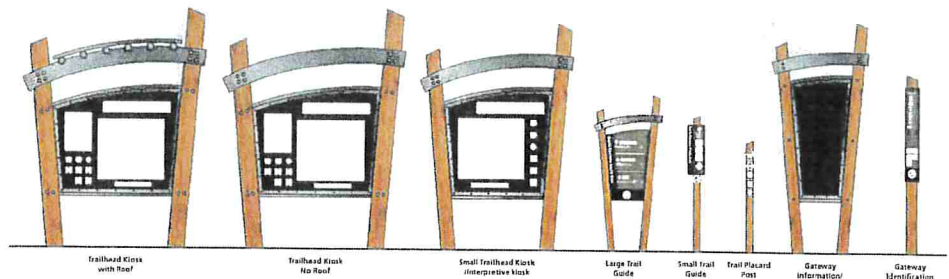 Trailhead Kiosk
with Roof
Trailhead Kiosk
No Roof
Small Trailhead Kiosk
/Interpretive kiosk
Large Trail
Guide
Small Trail
Guide
Trail Placard
Post
Gateway
Information/
Gateway
Identification